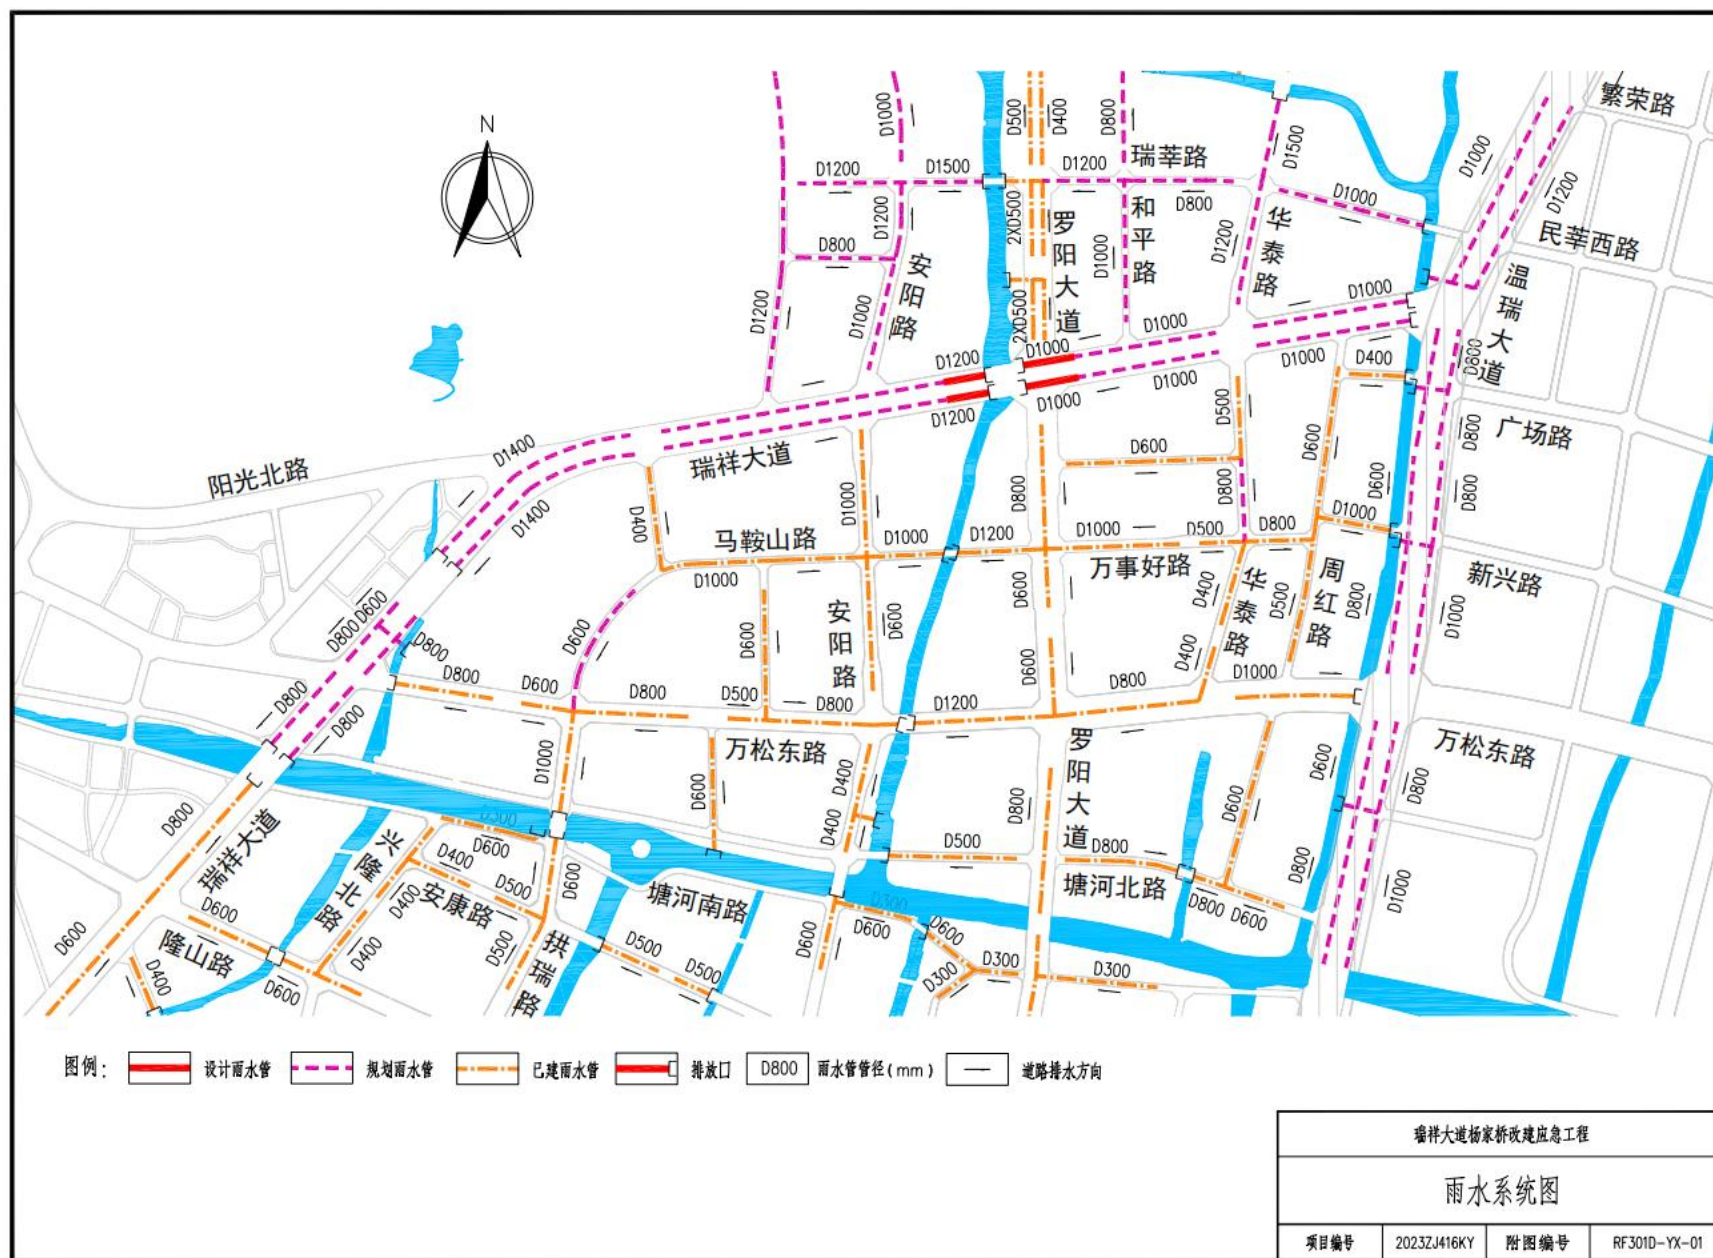 N
D1000
D500
D400
D800
D1500
D1000
D1200
繁荣路
D1200
D1500
D1200
瑞莘路
D1200
2XD500
罗阳大道
D1000
和平路
D800
D1200
华泰路
D1000
民莘西路
D800
安阳路
D1200
D1000
2XD500
D1000
D1000
温瑞大道
D1200
D1000
D1200
D1000
D1000
D1000
D400
D800
D1400
D1400
阳光北路
瑞祥大道
D500
D600
D600
D800
广场路
D400
D1000
D800
D800
D600
D800
马鞍山路
D1000
D1000
D1200
D1000
D500
D800
D1000
万事好路
华泰路
周红路
新兴路
D600
D800
D800
D600
D600
安阳路
D600
D600
D400
D500
D800
D1000
D800
D800
D800
D600
D800
D500
D800
D1200
D600
D800
D400
D1000
万松东路
罗阳大道
万松东路
D1000
D600
D400
D400
D800
D600
D600
D800
D800
瑞祥大道
兴隆北路
D300
D600
D400
D500
D600
D500
D800
塘河北路
D800
D600
D800
D1000
安康路
D400
D400
D500
塘河南路
D300
D600
D600
D600
D600
隆山路
D600
D400
D600
拱瑞路
D500
D500
D300
D300
D300
图例：
设计雨水管
规划雨水管
已建雨水管
排放口
D800
雨水管管径(mm)
道路排水方向
瑞祥大道杨家桥改建应急工程
雨水系统图
项目编号
2023ZJ416KY
附图编号
RF301D-YX-01